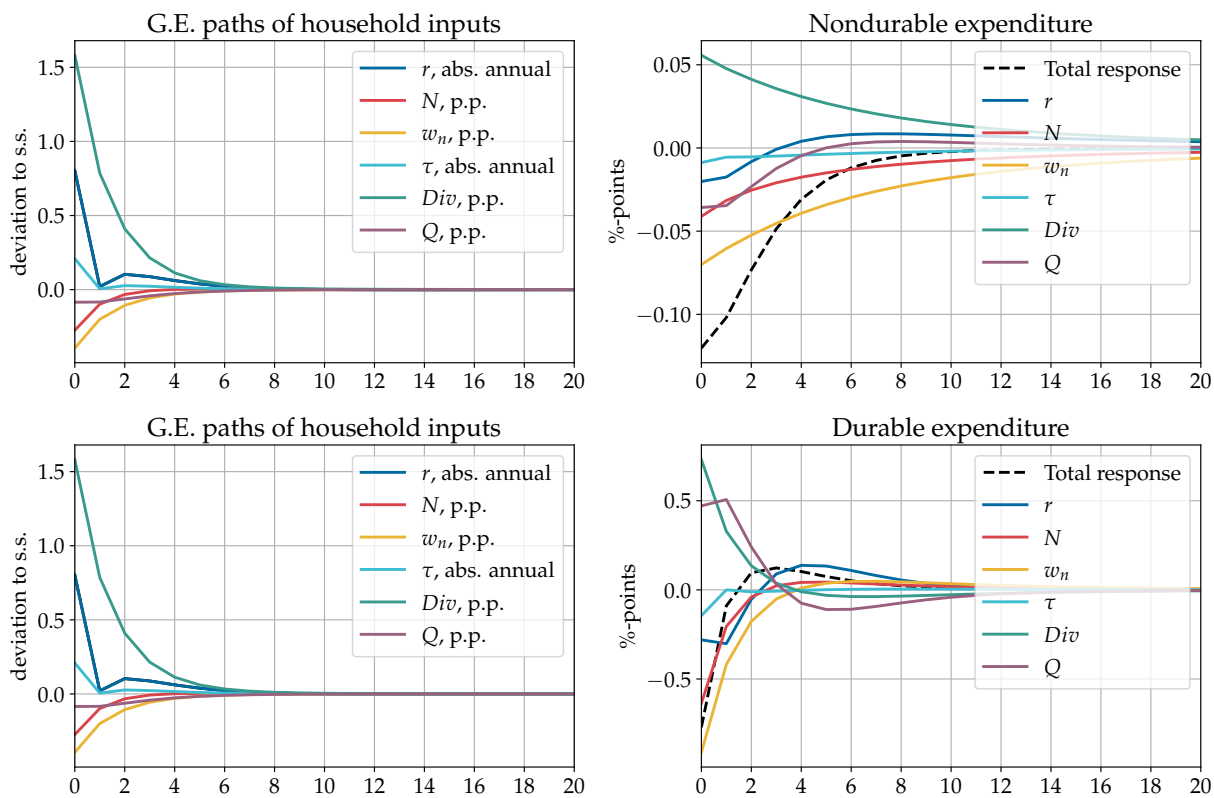 G.E. paths of household inputs
deviation to s.s.
1.5
1.0
0.5
0.0
r, abs. annual
N, p.p.
w_n, p.p.
τ, abs. annual
Div, p.p.
Q, p.p.
0 2 4 6 8 10 12 14 16 18 20
Nondurable expenditure
%-points
0.05
0.00
−0.05
−0.10
Total response
r
N
w_n
τ
Div
Q
0 2 4 6 8 10 12 14 16 18 20
G.E. paths of household inputs
deviation to s.s.
1.5
1.0
0.5
0.0
r, abs. annual
N, p.p.
w_n, p.p.
τ, abs. annual
Div, p.p.
Q, p.p.
0 2 4 6 8 10 12 14 16 18 20
Durable expenditure
%-points
0.5
0.0
−0.5
Total response
r
N
w_n
τ
Div
Q
0 2 4 6 8 10 12 14 16 18 20